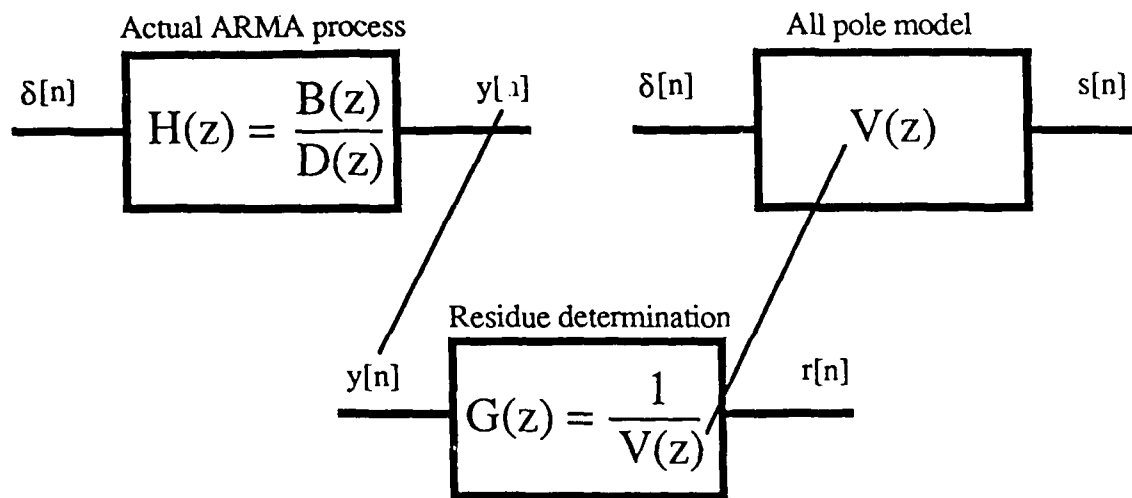 Actual ARMA process
δ[n]
H(z) = B(z)/D(z)
All pole model
δ[n]
V(z)
s[n]
Residue determination
y[n]
G(z) = 1/V(z)
r[n]